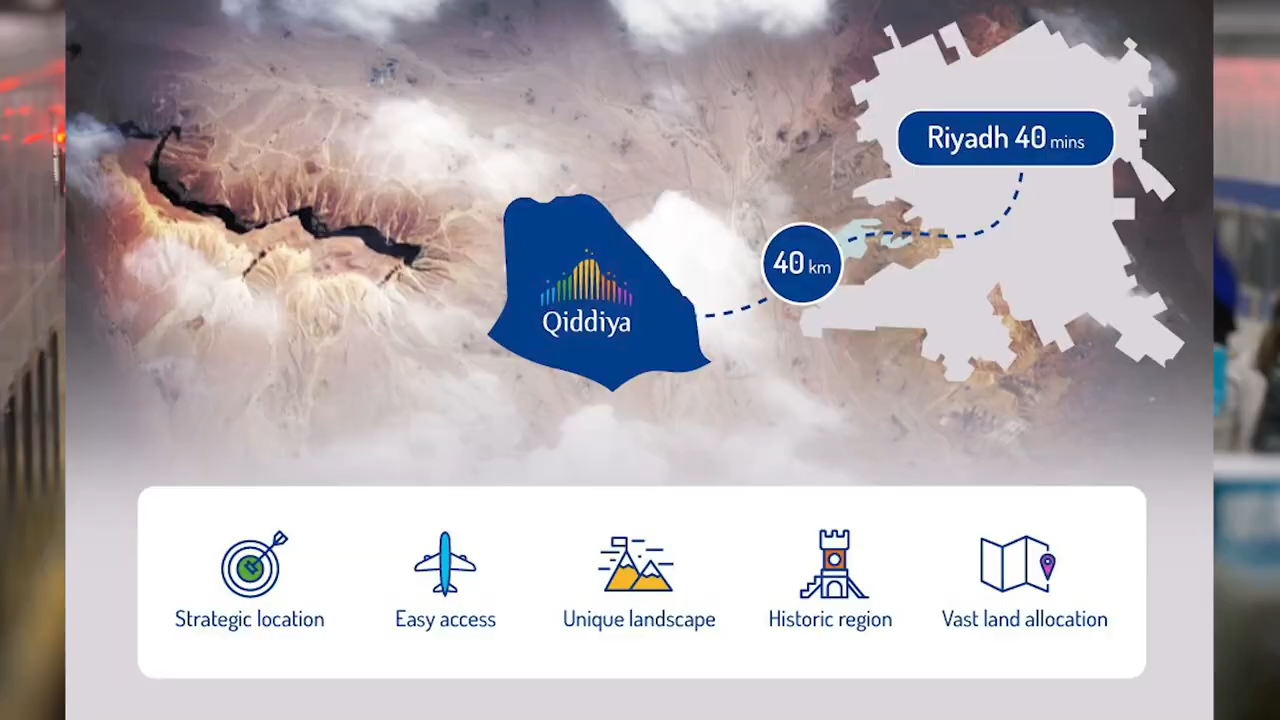 Riyadh 40 mins
40 km
Qiddiya
Strategic location
Easy access
Unique landscape
Historic region
Vast land allocation